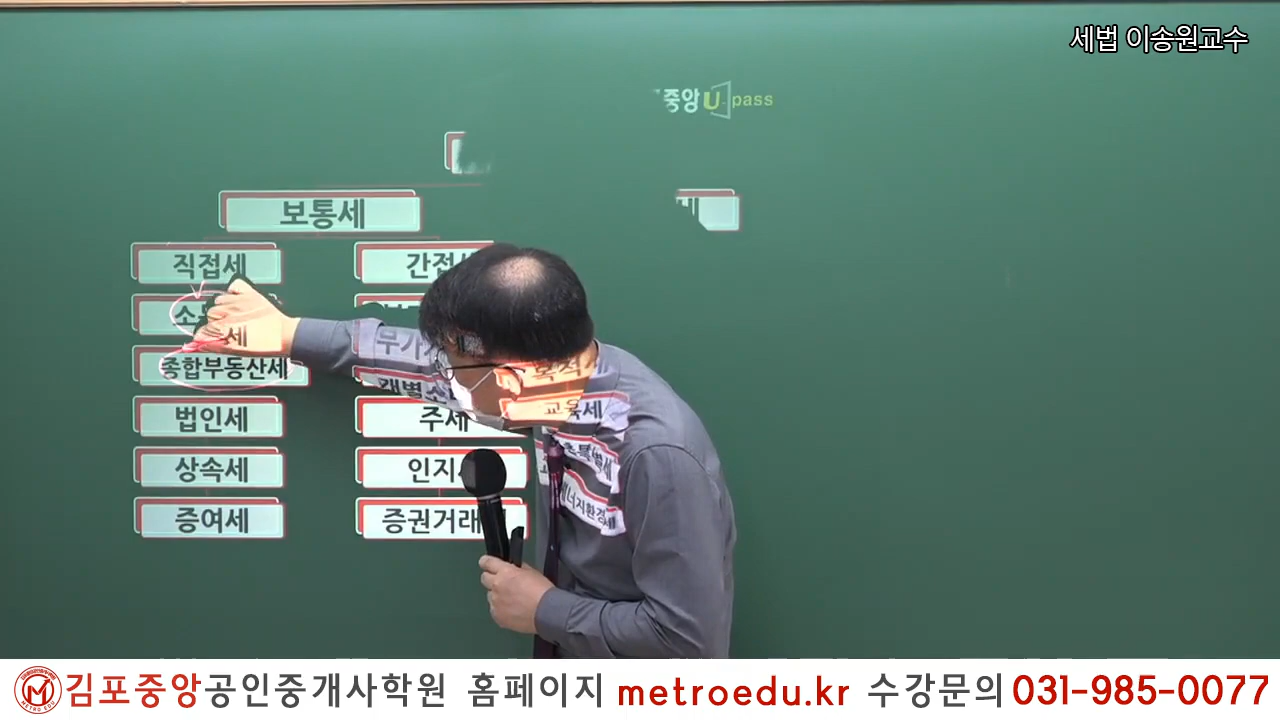 세법 이송원교수
중앙 U pass
보통세
직접세
간접
종합부동산세
개별소
법인세
주세
교육세
상속세
인지
증여세
증권거래
김포중앙공인중개사학원 홈페이지 metroedu.kr 수강문의 031-985-0077